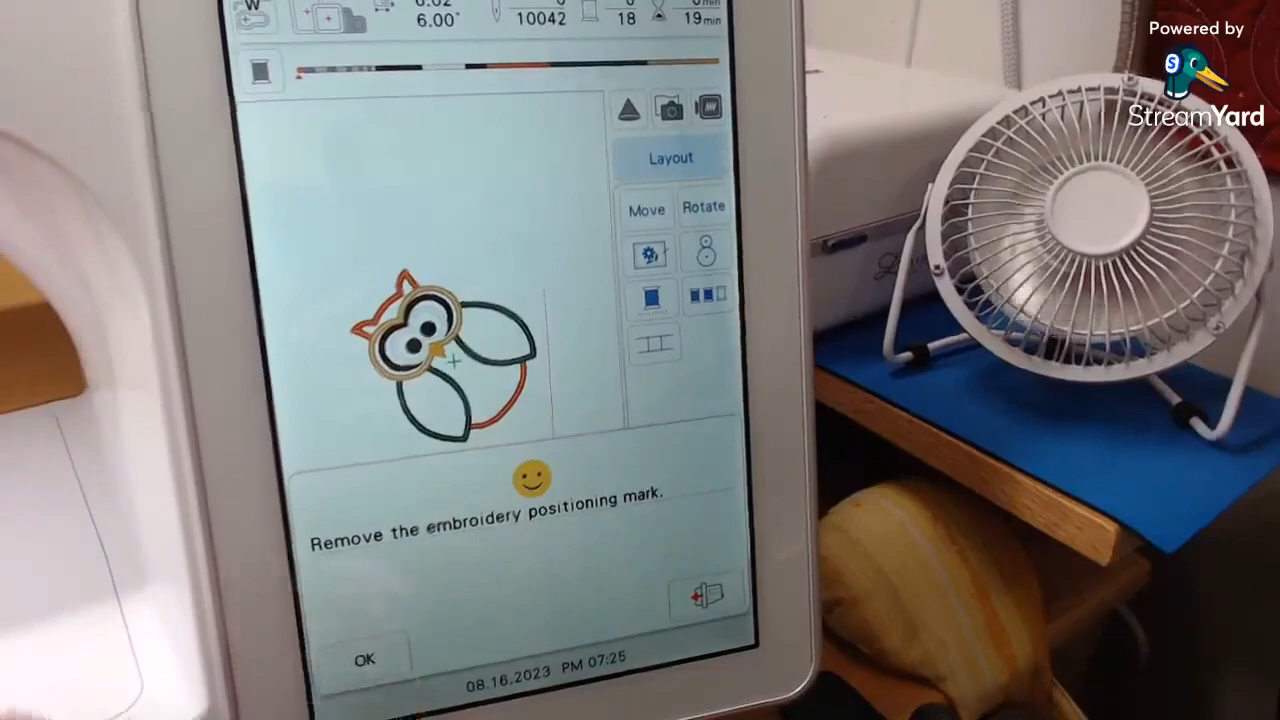 Powered by
StreamYard
W
6.00"
10042
18
19min
Layout
Move
Rotate
Remove the embroidery positioning mark.
OK
08.16.2023 PM 07:25